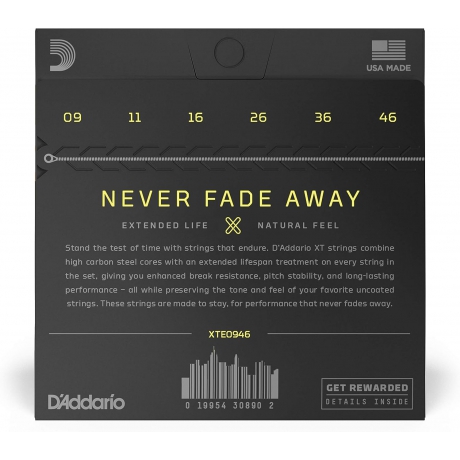 USA MADE
09 11 16 26 36 46
NEVER FADE AWAY
EXTENDED LIFE NATURAL FEEL
Stand the test of time with strings that endure. D'Addario XT strings combine
high carbon steel cores with an extended lifespan treatment on every string in
the set, giving you enhanced break resistance, pitch stability, and long-lasting
performance – all while preserving the tone and feel of your favorite uncoated
strings. These strings are made to stay, for performance that never fades away.
XTE0946
0 19954 30890 2
D'Addario
GET REWARDED
DETAILS INSIDE